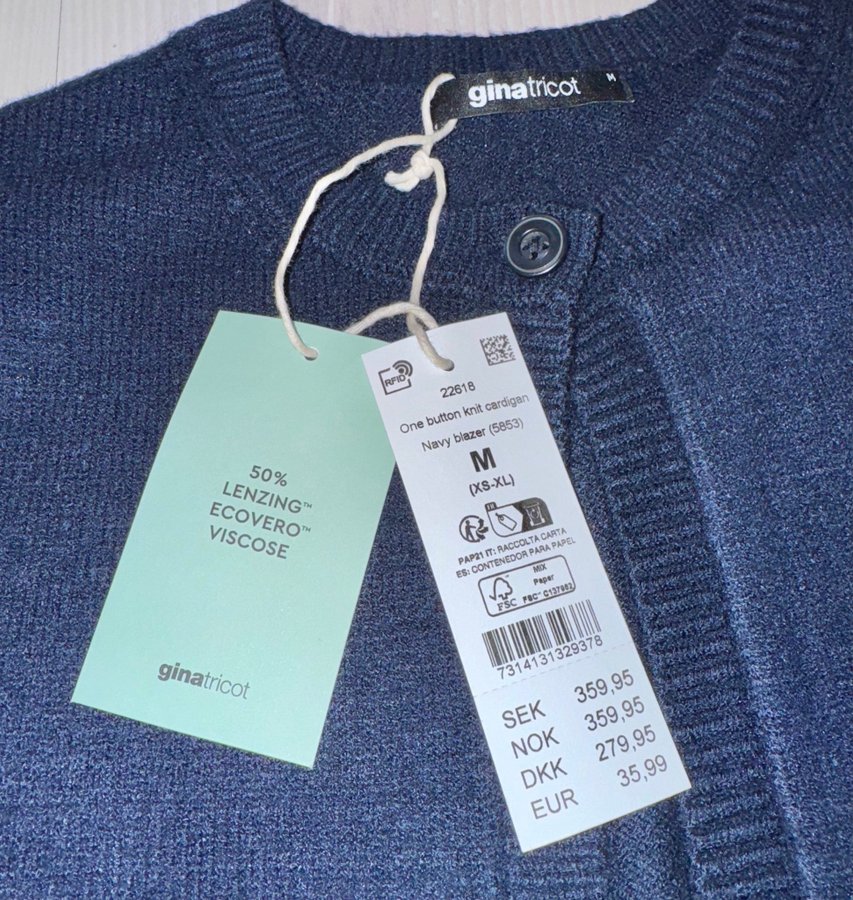 ginatricot
M
50%
LENZING™
ECOVERO™
VISCOSE
ginatricot
RFID
22618
One button knit cardigan
Navy blazer (5853)
M
(XS-XL)
PAP21 IT: RACCOLTA CARTA
ES: CONTENEDOR PARA PAPEL
MIX
Paper
FSC FSC™ C137982
7314131329378
SEK 359,95
NOK 359,95
DKK 279,95
EUR 35,99